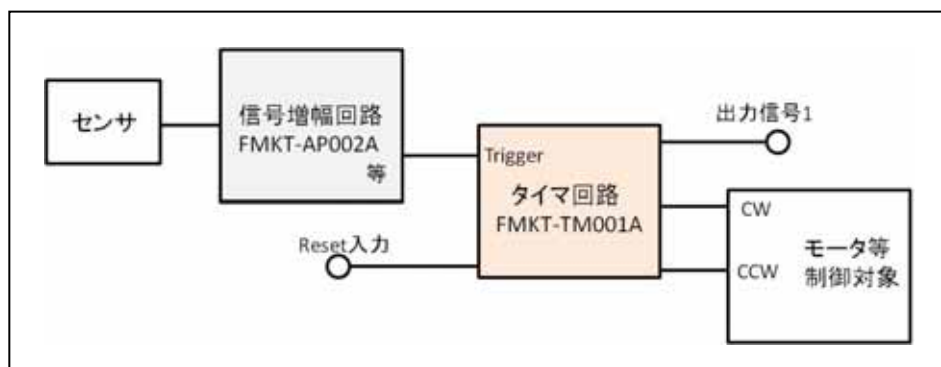 センサ
信号増幅回路
FMKT-AP002A
等
Trigger
タイマ回路
FMKT-TM001A
Reset入力
出力信号1
CW
CCW
モータ等
制御対象